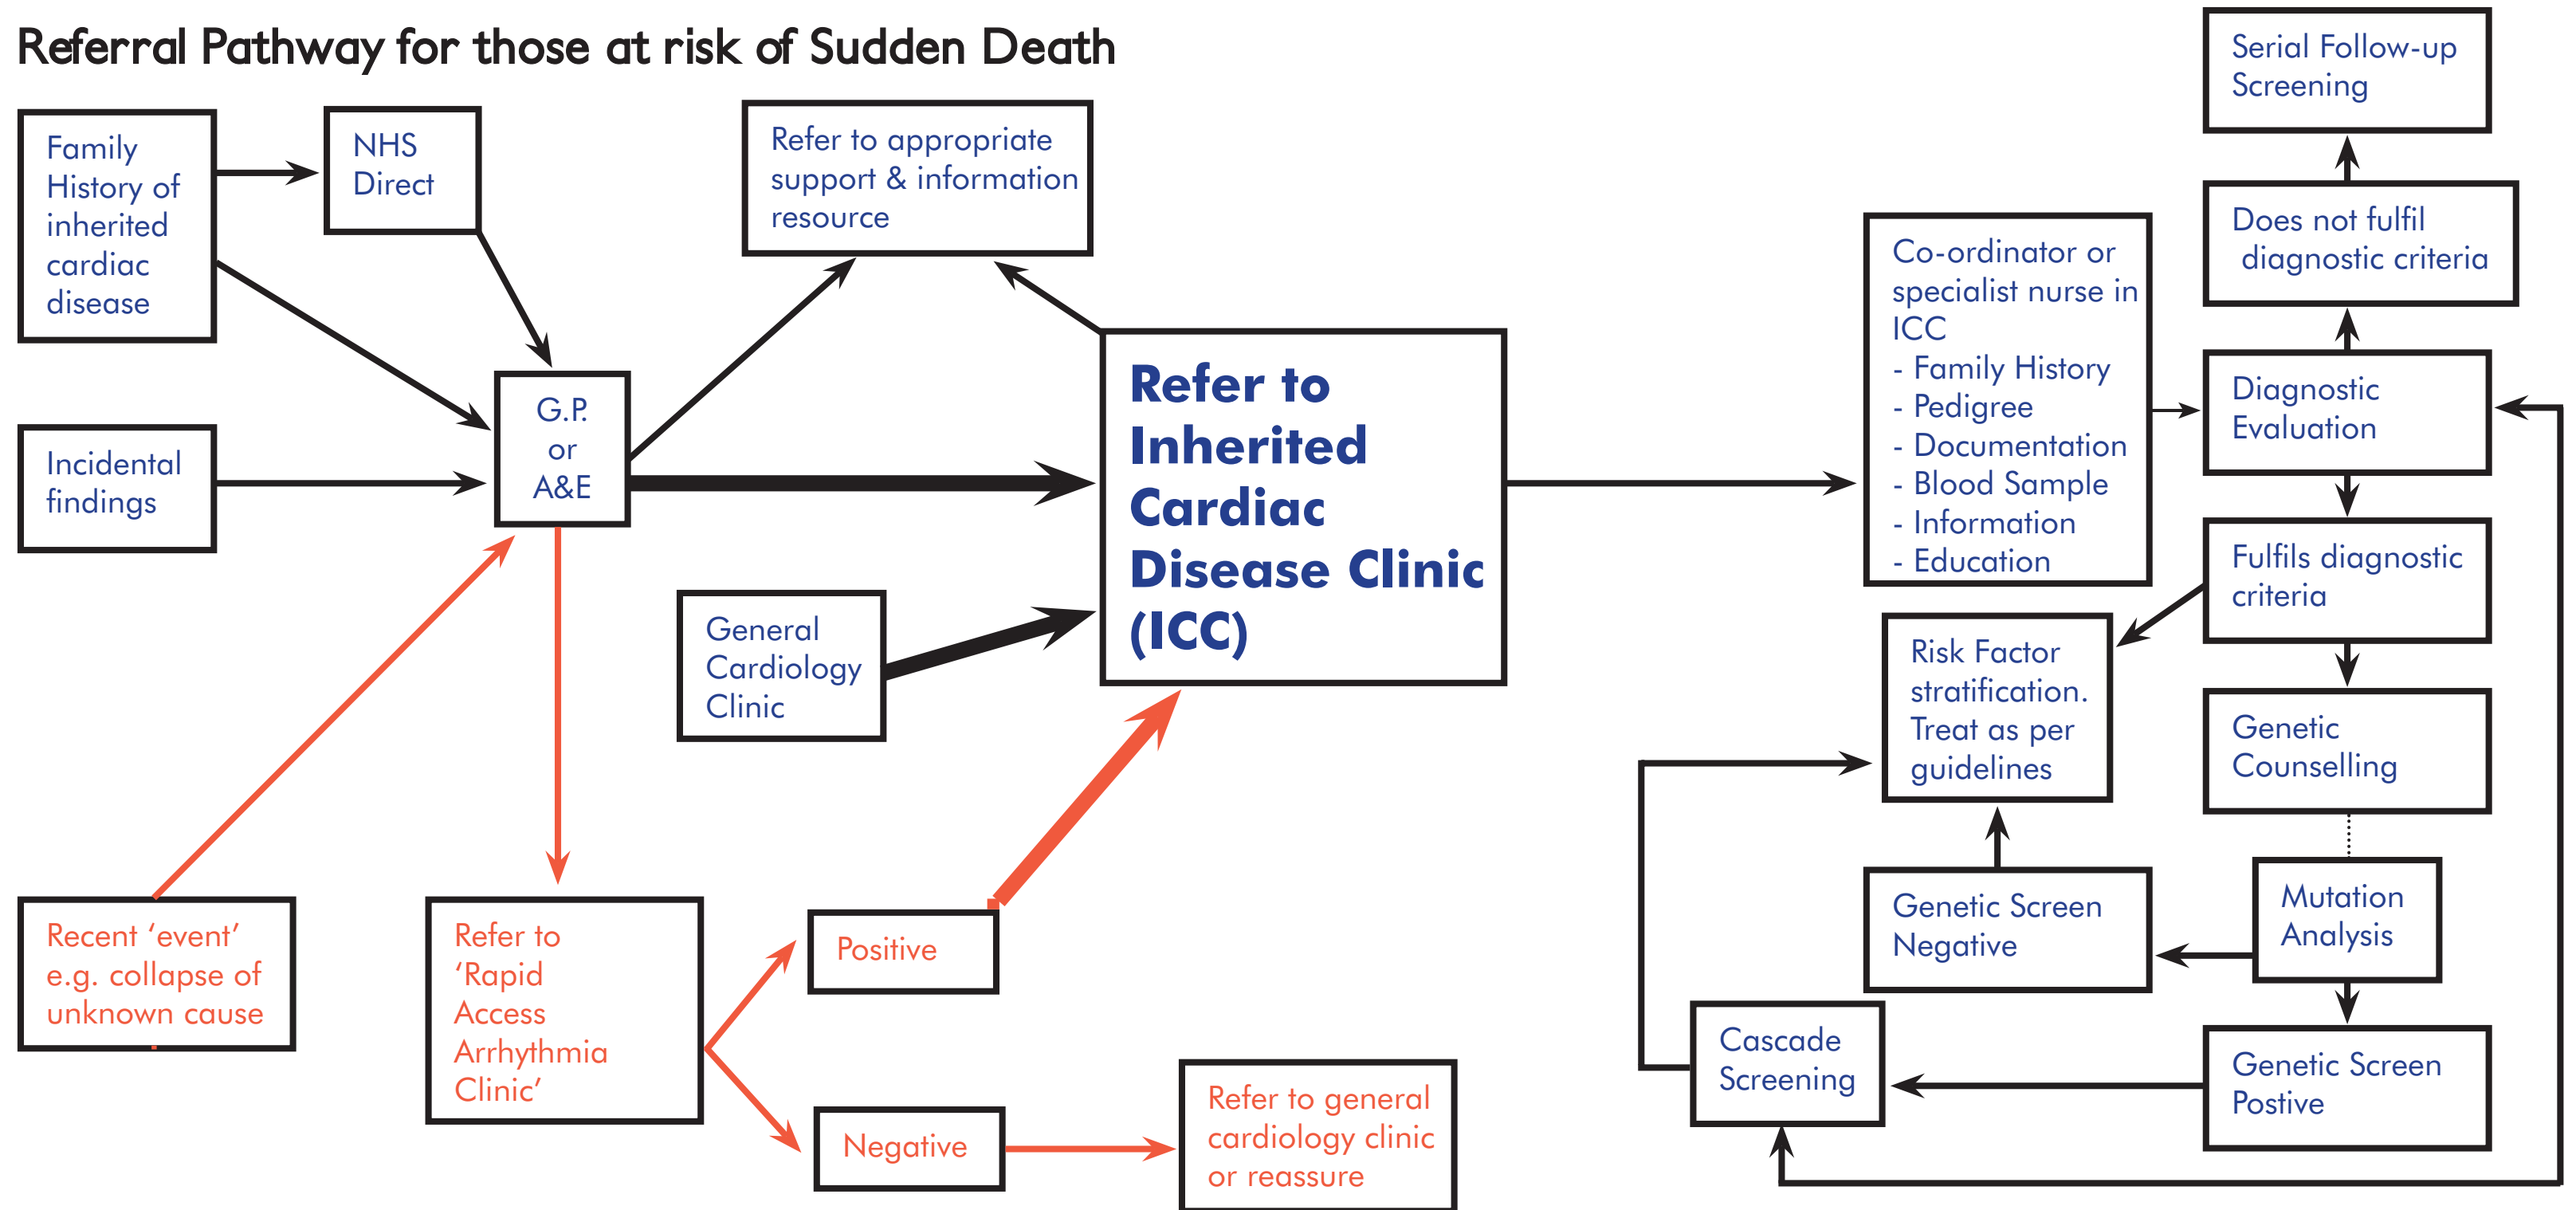 Referral Pathway for those at risk of Sudden Death
Family
History of
inherited
cardiac
disease
NHS
Direct
Refer to appropriate
support & information
resource
Incidental
findings
G.P.
or
A&E
Refer to
Inherited
Cardiac
Disease Clinic
(ICC)
General
Cardiology
Clinic
Recent ‘event’
e.g. collapse of
unknown cause
Refer to
‘Rapid
Access
Arrhythmia
Clinic’
Positive
Negative
Refer to general
cardiology clinic
or reassure
Co-ordinator or
specialist nurse in
ICC
- Family History
- Pedigree
- Documentation
- Blood Sample
- Information
- Education
Serial Follow-up
Screening
Does not fulfil
diagnostic criteria
Diagnostic
Evaluation
Fulfils diagnostic
criteria
Risk Factor
stratification.
Treat as per
guidelines
Genetic
Counselling
Mutation
Analysis
Genetic Screen
Negative
Cascade
Screening
Genetic Screen
Postive